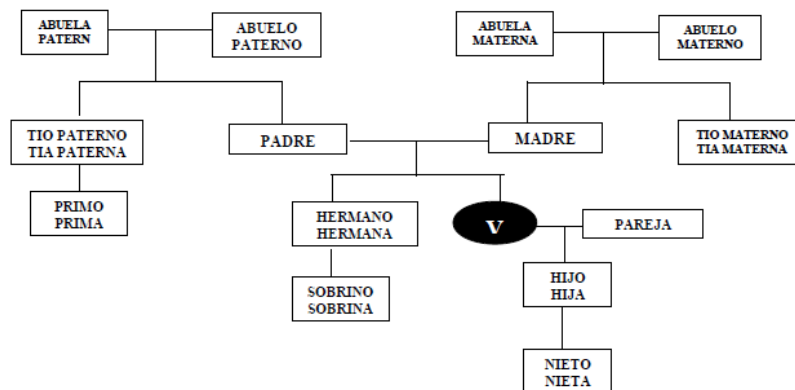 ABUELA
PATERN
ABUELO
PATERNO
ABUELA
MATERNA
ABUELO
MATERNO
TIO PATERNO
TIA PATERNA
PADRE
MADRE
TIO MATERNO
TIA MATERNA
PRIMO
PRIMA
HERMANO
HERMANA
V
PAREJA
SOBRINO
SOBRINA
HIJO
HIJA
NIETO
NIETA